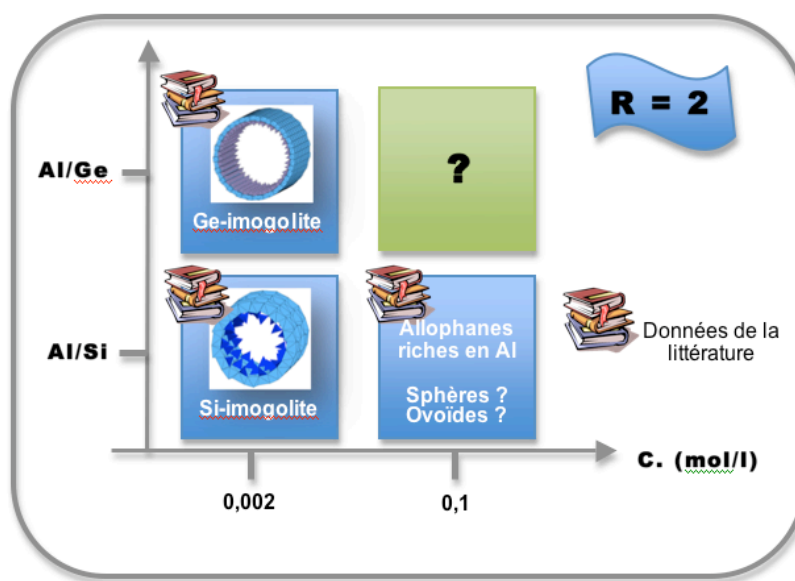 R = 2
Al/Ge
?
Ge-imogolite
Al/Si
Allophanes
riches en Al
Sphères ?
Ovoïdes ?
Si-imogolite
Données de la
littérature
C. (mol/l)
0,002
0,1